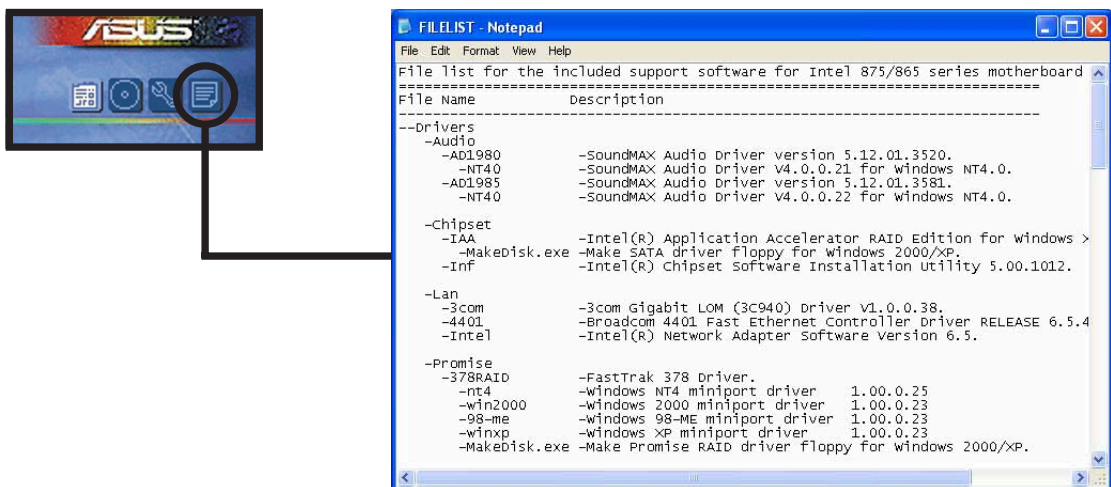 ASUS
FILELIST - Notepad
File Edit Format View Help
File list for the included support software for Intel 875/865 series motherboard
================================================================================
File Name Description
--------------------------------------------------------------------------------
--Drivers
-Audio
-AD1980 -SoundMAX Audio Driver version 5.12.01.3520.
-NT40 -SoundMAX Audio Driver V4.0.0.21 for Windows NT4.0.
-AD1985 -SoundMAX Audio Driver version 5.12.01.3581.
-NT40 -SoundMAX Audio Driver V4.0.0.22 for Windows NT4.0.
-Chipset
-IAA -Intel(R) Application Accelerator RAID Edition for Windows X
-MakeDisk.exe -Make SATA driver floppy for Windows 2000/XP.
-Inf -Intel(R) Chipset Software Installation Utility 5.00.1012.
-Lan
-3com -3com Gigabit LOM (3C940) Driver V1.0.0.38.
-4401 -Broadcom 4401 Fast Ethernet Controller Driver RELEASE 6.5.4
-Intel -Intel(R) Network Adapter Software Version 6.5.
-Promise
-378RAID -FastTrak 378 Driver.
-nt4 -Windows NT4 miniport driver 1.00.0.25
-win2000 -Windows 2000 miniport driver 1.00.0.23
-98-me -Windows 98-ME miniport driver 1.00.0.23
-winxp -Windows XP miniport driver 1.00.0.23
-MakeDisk.exe -Make Promise RAID driver floppy for Windows 2000/XP.